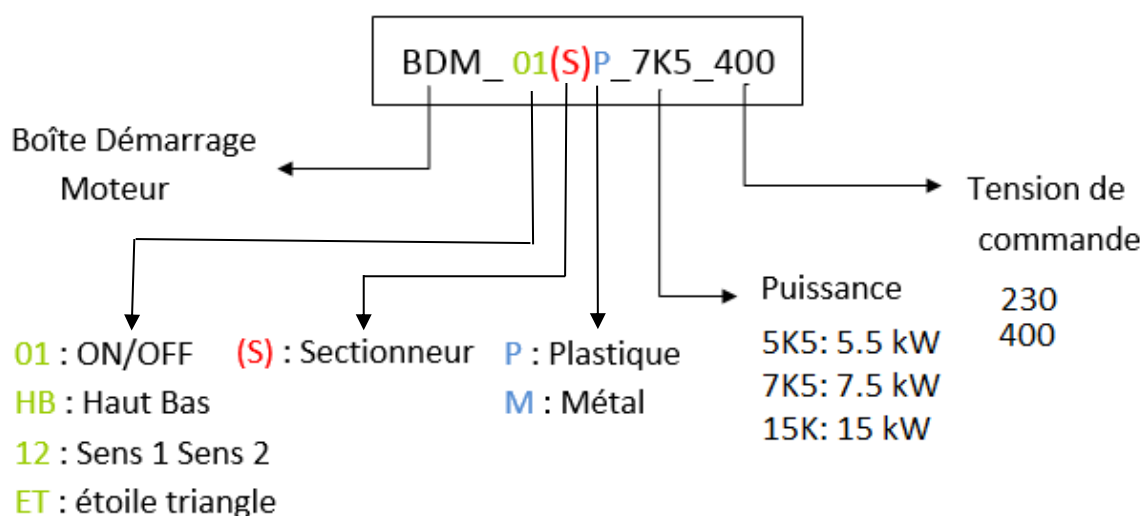 BDM_ 01(S)P_7K5_400
Boîte Démarrage
Moteur
Tension de
commande
230
400
Puissance
5K5: 5.5 kW
7K5: 7.5 kW
15K: 15 kW
01 : ON/OFF
HB : Haut Bas
12 : Sens 1 Sens 2
ET : étoile triangle
(S) : Sectionneur
P : Plastique
M : Métal